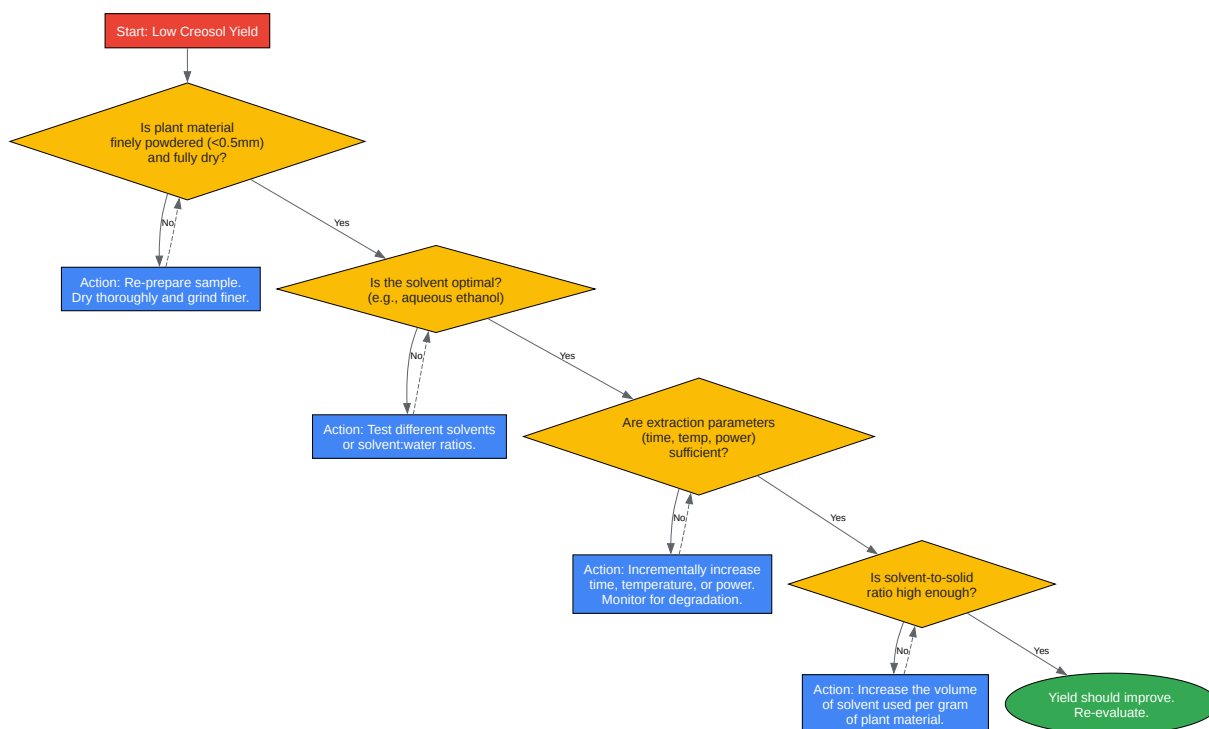 Start: Low Creosol Yield
Is plant material
finely powdered (<0.5mm)
and fully dry?
No
Yes
Action: Re-prepare sample.
Dry thoroughly and grind finer.
Is the solvent optimal?
(e.g., aqueous ethanol)
No
Yes
Action: Test different solvents
or solvent:water ratios.
Are extraction parameters
(time, temp, power)
sufficient?
No
Yes
Action: Incrementally increase
time, temperature, or power.
Monitor for degradation.
Is solvent-to-solid
ratio high enough?
No
Yes
Action: Increase the volume
of solvent used per gram
of plant material.
Yield should improve.
Re-evaluate.